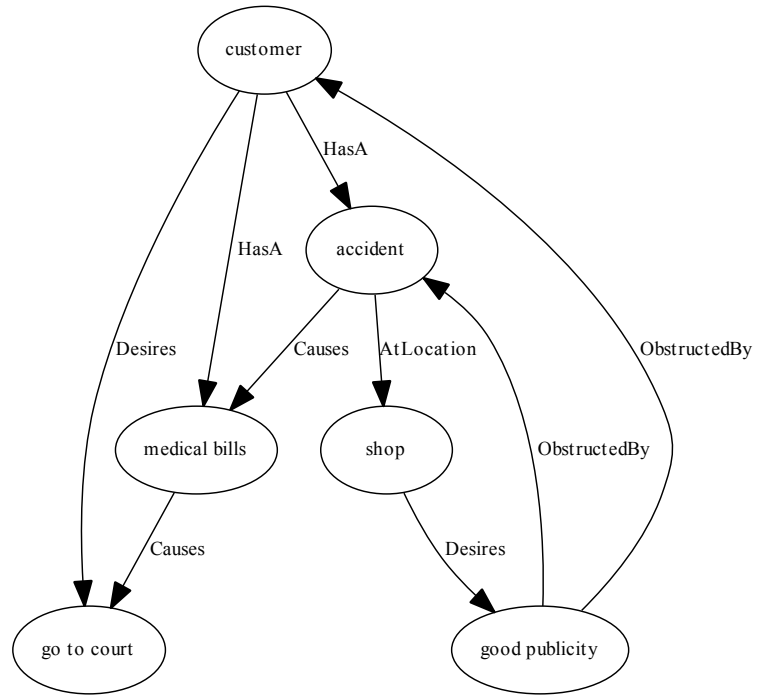 customer
HasA
HasA
accident
Desires
Causes
AtLocation
ObstructedBy
medical bills
shop
ObstructedBy
Causes
Desires
go to court
good publicity